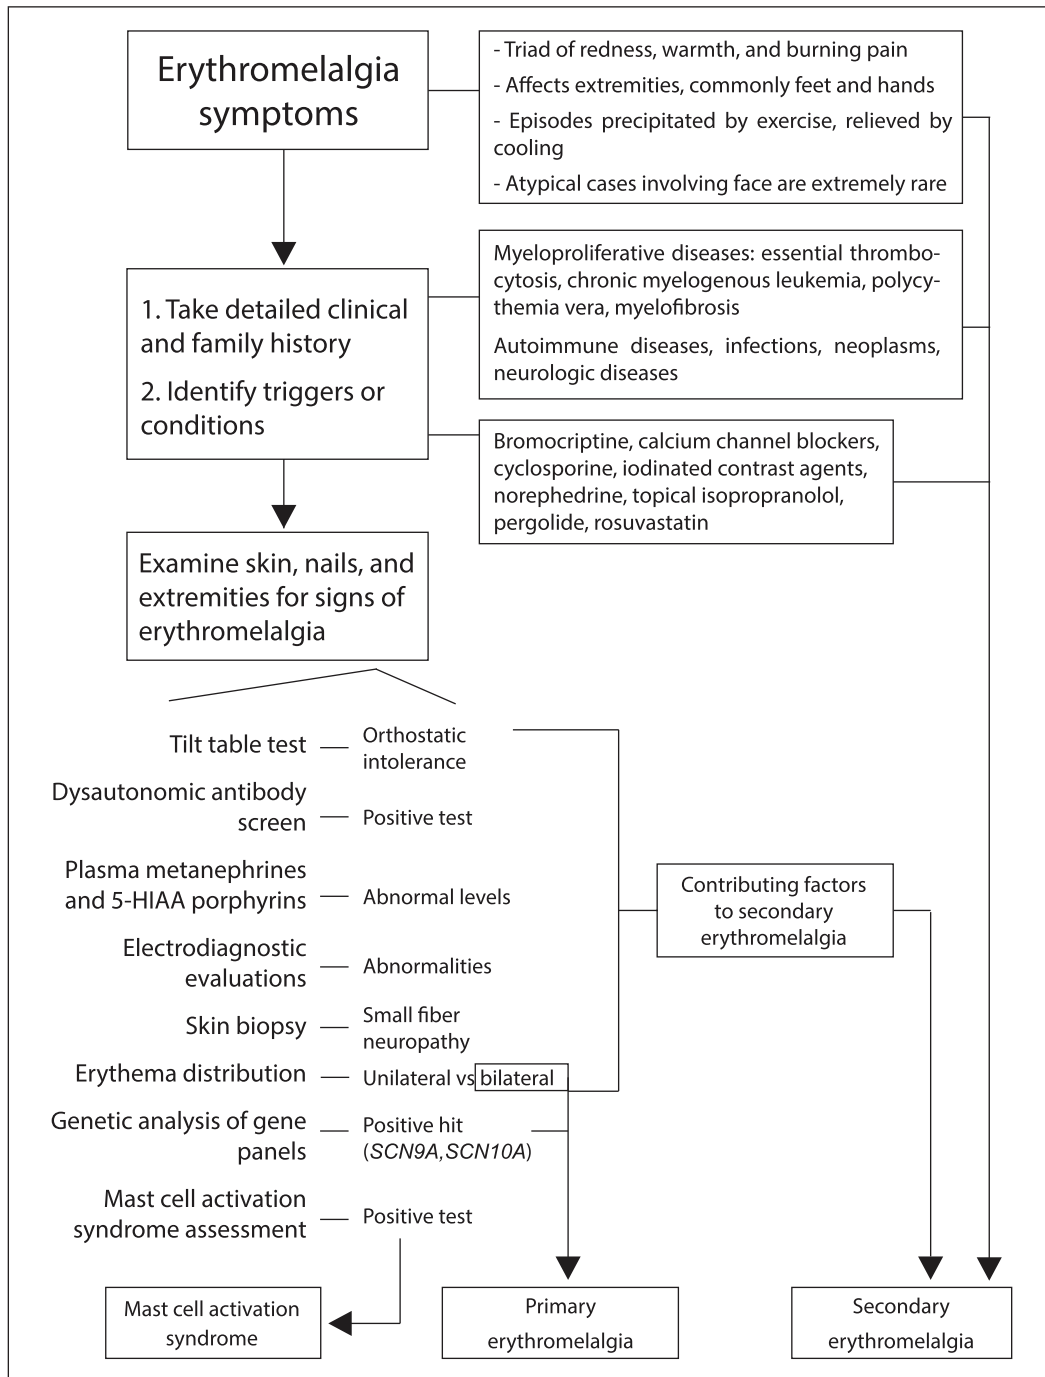 Erythromelalgia
symptoms
- Triad of redness, warmth, and burning pain
- Affects extremities, commonly feet and hands
- Episodes precipitated by exercise, relieved by
cooling
- Atypical cases involving face are extremely rare
1. Take detailed clinical
and family history
2. Identify triggers or
conditions
Myeloproliferative diseases: essential thrombo-
cytosis, chronic myelogenous leukemia, polycy-
themia vera, myelofibrosis
Autoimmune diseases, infections, neoplasms,
neurologic diseases
Bromocriptine, calcium channel blockers,
cyclosporine, iodinated contrast agents,
norephedrine, topical isopropranolol,
pergolide, rosuvastatin
Examine skin, nails, and
extremities for signs of
erythromelalgia
Tilt table test
Orthostatic
intolerance
Dysautonomic antibody
screen
Positive test
Plasma metanephrines
and 5-HIAA porphyrins
Abnormal levels
Electrodiagnostic
evaluations
Abnormalities
Skin biopsy
Small fiber
neuropathy
Erythema distribution
Unilateral vs bilateral
Genetic analysis of gene
panels
Positive hit
(SCN9A,SCN10A)
Mast cell activation
syndrome assessment
Positive test
Contributing factors
to secondary
erythromelalgia
Mast cell activation
syndrome
Primary
erythromelalgia
Secondary
erythromelalgia